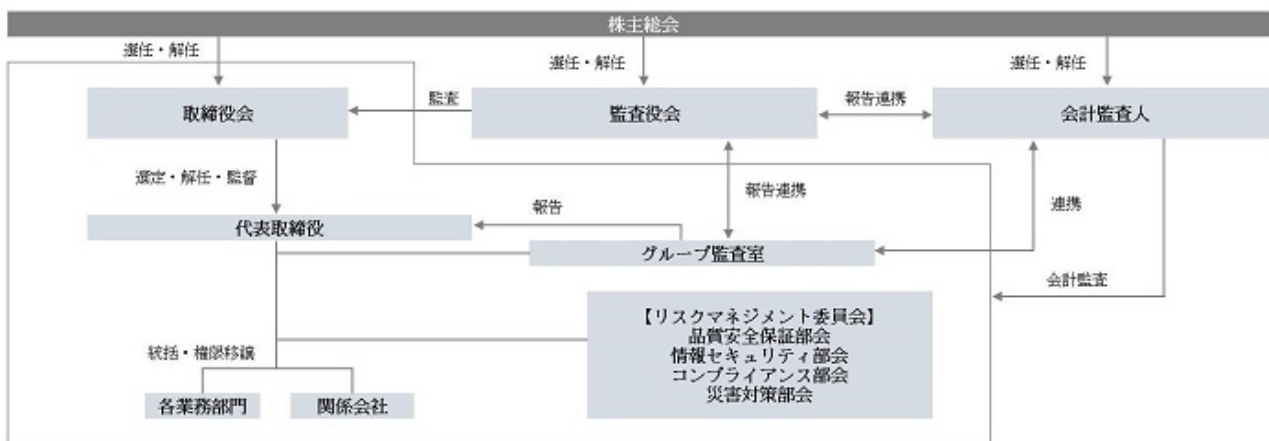 株主総会
選任・解任
選任・解任
選任・解任
取締役会
監査
監査役会
報告連携
会計監査人
選定・解任・監督
報告連携
連携
代表取締役
報告
グループ監査室
会計監査
【リスクマネジメント委員会】
品質安全保証部会
情報セキュリティ部会
コンプライアンス部会
災害対策部会
統括・権限移譲
各業務部門
関係会社